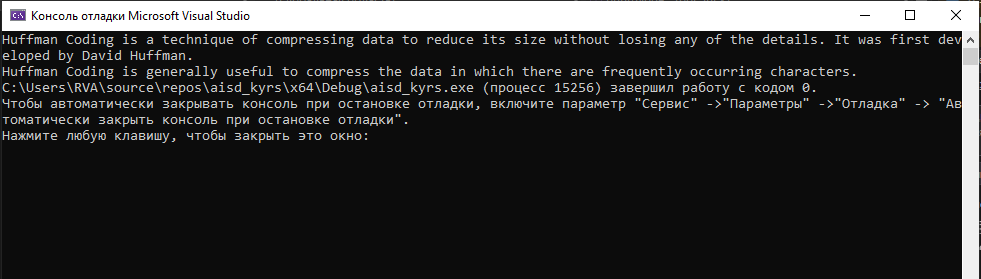 Консоль отладки Microsoft Visual Studio
Huffman Coding is a technique of compressing data to reduce its size without losing any of the details. It was first dev
eloped by David Huffman.
Huffman Coding is generally useful to compress the data in which there are frequently occurring characters.
C:\Users\RVA\source\repos\aisd_kyrs\x64\Debug\aisd_kyrs.exe (процесс 15256) завершил работу с кодом 0.
Чтобы автоматически закрывать консоль при остановке отладки, включите параметр "Сервис" ->"Параметры" ->"Отладка" -> "Ав
томатически закрыть консоль при остановке отладки".
Нажмите любую клавишу, чтобы закрыть это окно: